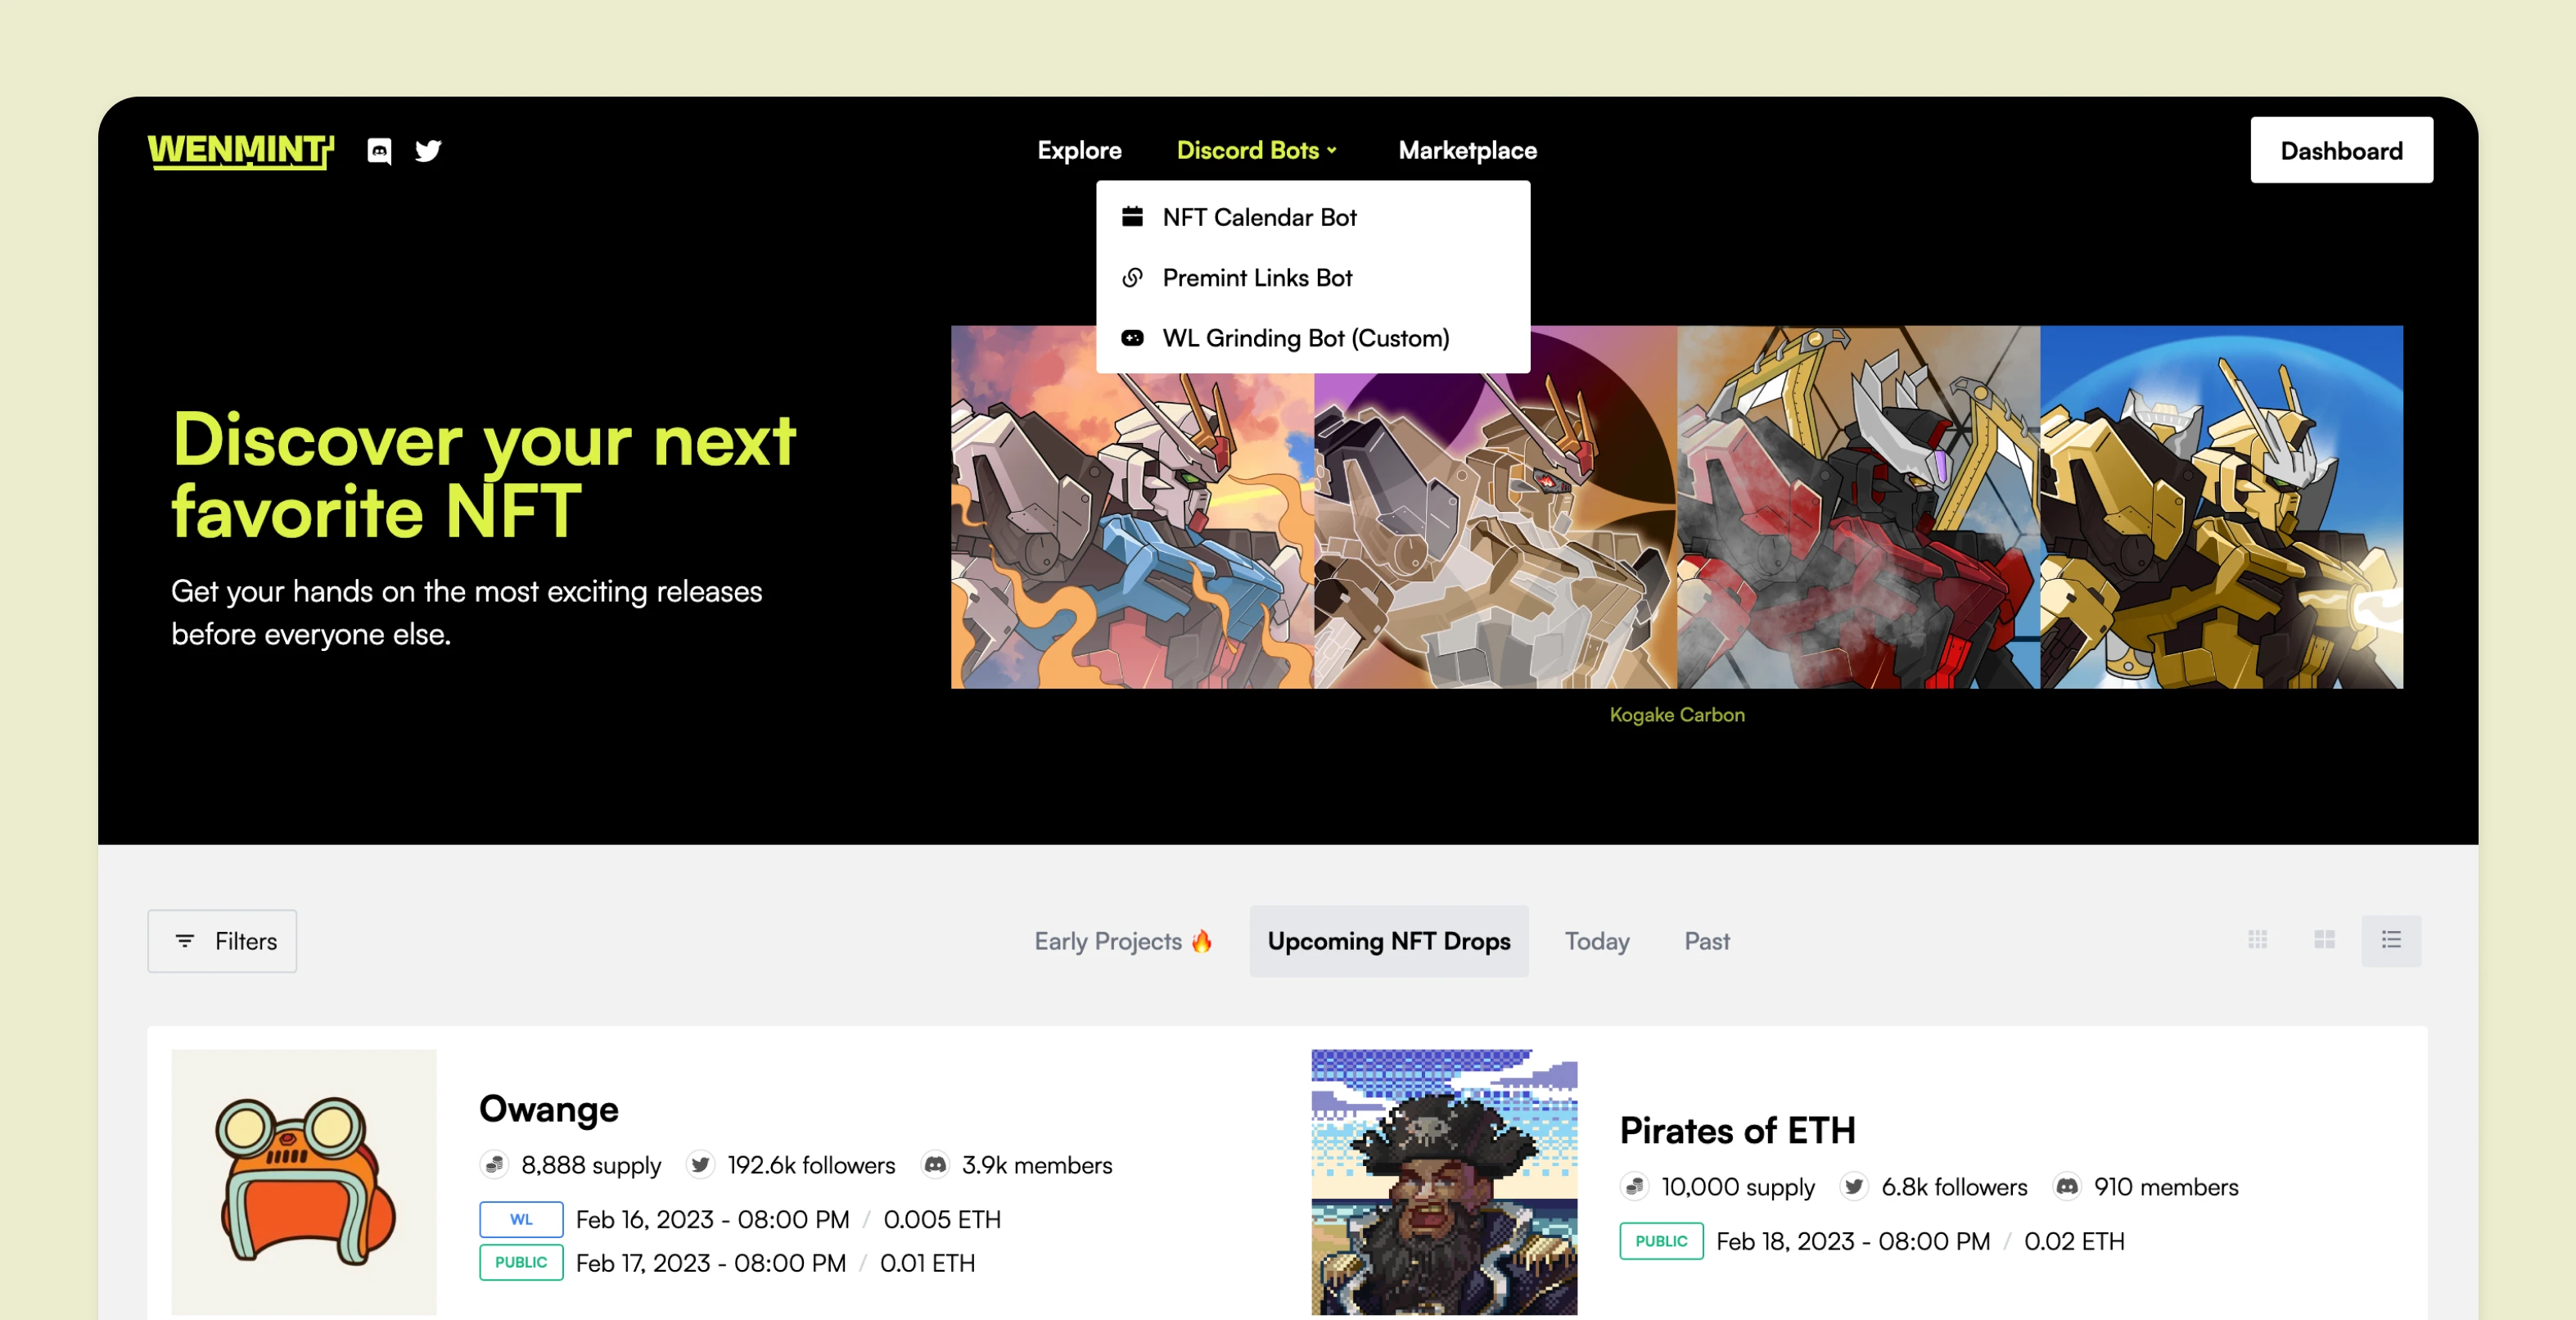 WENMINT
Explore
Discord Bots
Marketplace
Dashboard
NFT Calendar Bot
Premint Links Bot
WL Grinding Bot (Custom)
Discover your next
favorite NFT
Get your hands on the most exciting releases
before everyone else.
Kogake Carbon
Filters
Early Projects 🔥
Upcoming NFT Drops
Today
Past
Owange
8,888 supply
192.6k followers
3.9k members
WL Feb 16, 2023 - 08:00 PM / 0.005 ETH
PUBLIC Feb 17, 2023 - 08:00 PM / 0.01 ETH
Pirates of ETH
10,000 supply
6.8k followers
910 members
PUBLIC Feb 18, 2023 - 08:00 PM / 0.02 ETH